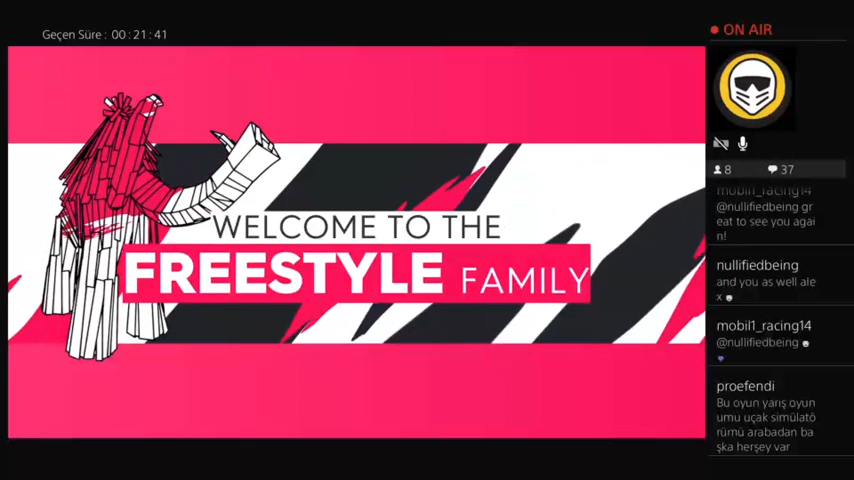 Geçen Süre : 00:21:41
ON AIR
WELCOME TO THE
FREESTYLE FAMILY
8 37
mobil1_racing14
@nullifiedbeing gr
eat to see you agai
n!
nullifiedbeing
and you as well ale
x
mobil1_racing14
@nullifiedbeing
proefendi
Bu oyun yarış oyun
umu uçak simülatö
rümü arabadan ba
şka herşey var